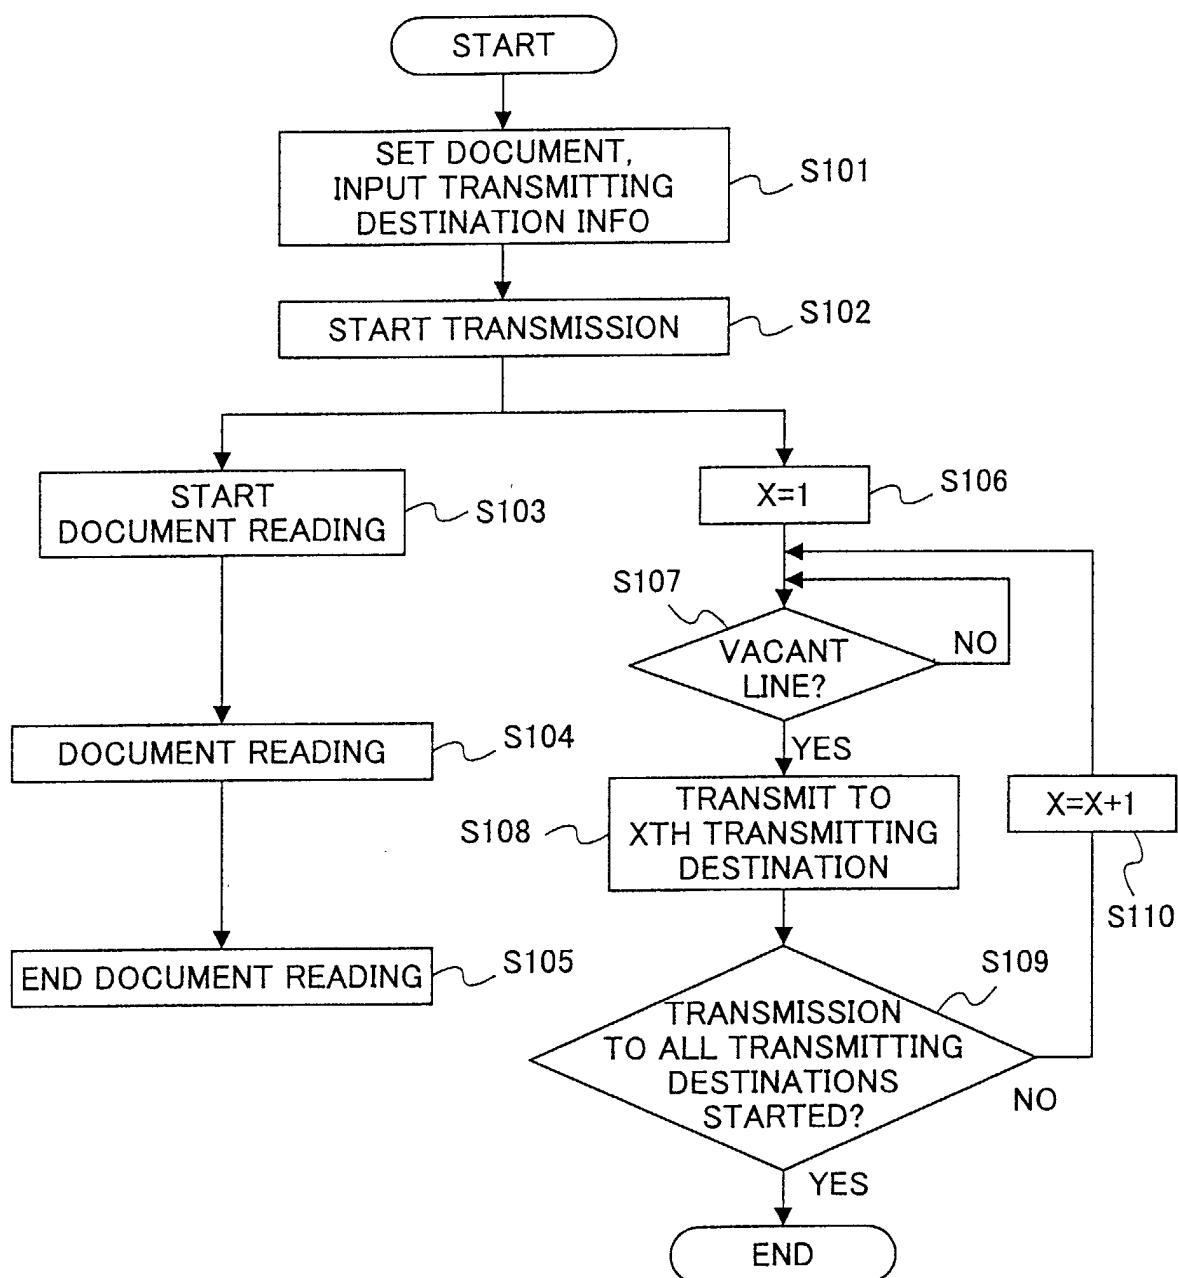 START
SET DOCUMENT,
INPUT TRANSMITTING
DESTINATION INFO
S101
START TRANSMISSION
S102
START
DOCUMENT READING
S103
X=1
S106
S107
VACANT
LINE?
NO
YES
DOCUMENT READING
S104
TRANSMIT TO
XTH TRANSMITTING
DESTINATION
S108
X=X+1
S110
END DOCUMENT READING
S105
S109
TRANSMISSION
TO ALL TRANSMITTING
DESTINATIONS
STARTED?
NO
YES
END